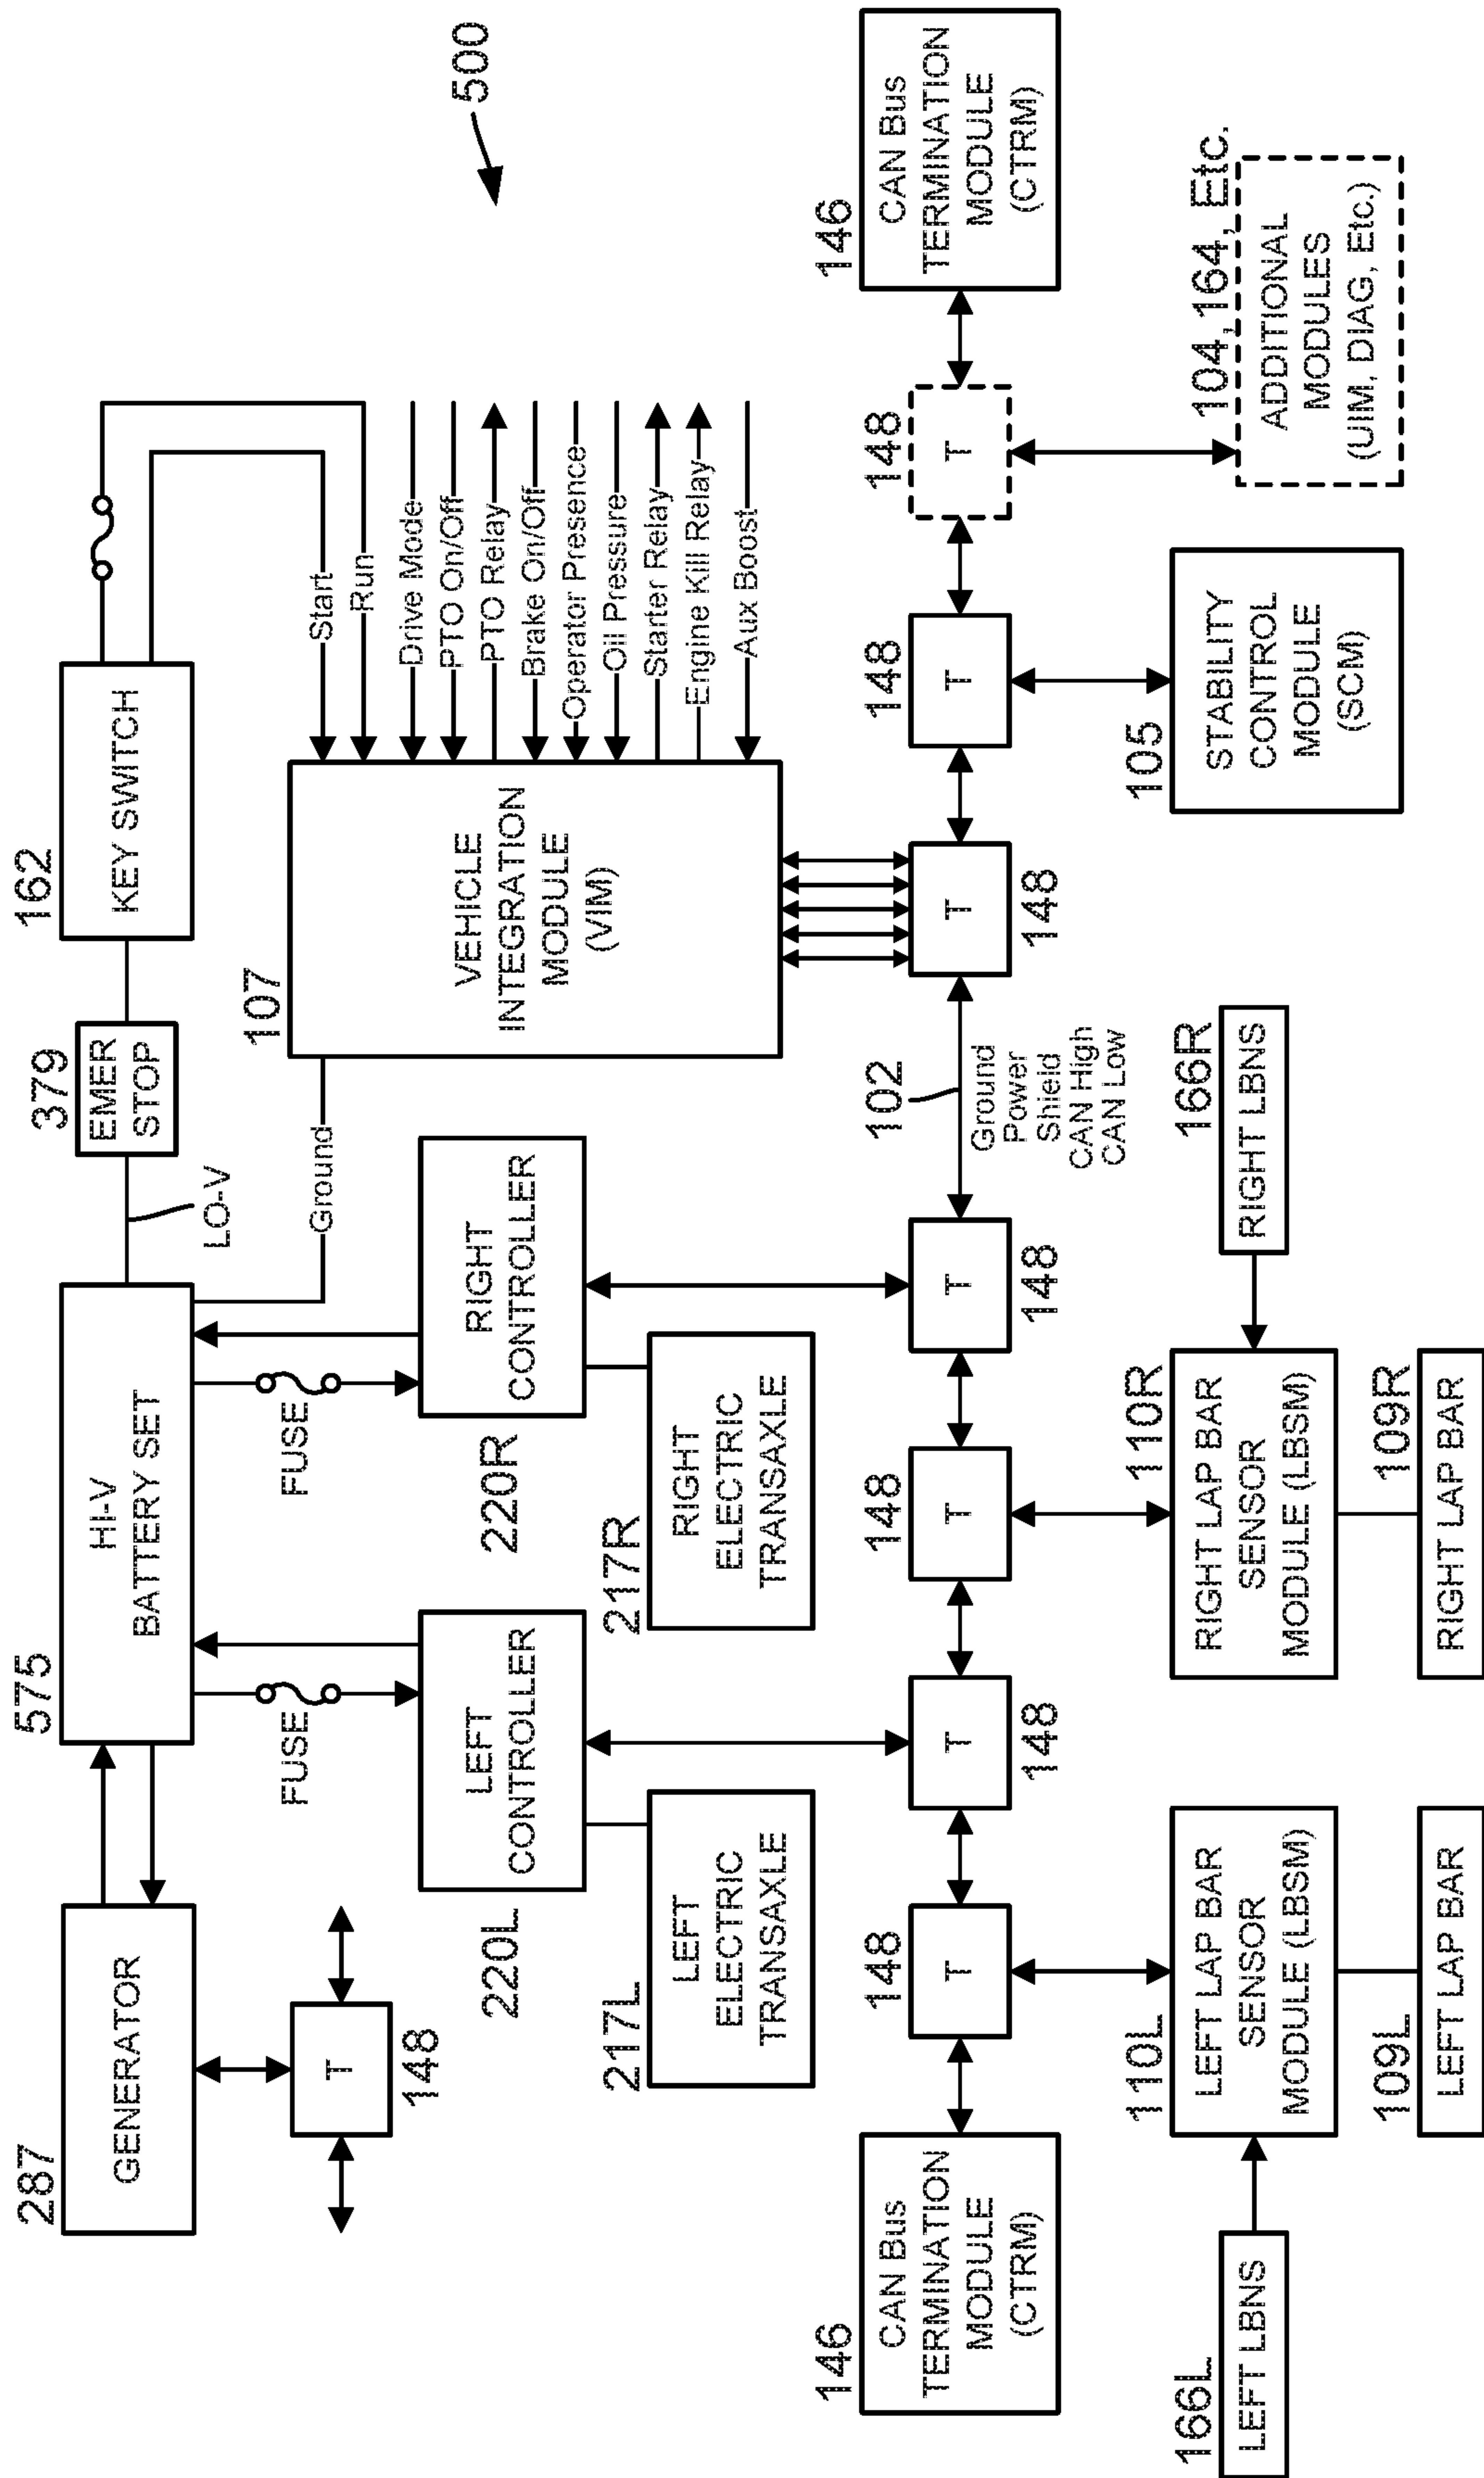 500
287
GENERATOR
T
148
575
HI-V
BATTERY SET
LO-V
379
EMER
STOP
162
KEY SWITCH
FUSE
FUSE
Ground
220L
LEFT
CONTROLLER
220R
RIGHT
CONTROLLER
217L
LEFT
ELECTRIC
TRANSAXLE
217R
RIGHT
ELECTRIC
TRANSAXLE
107
VEHICLE
INTEGRATION
MODULE
(VIM)
Start
Run
Drive Mode
PTO On/Off
PTO Relay
Brake On/Off
Operator Presence
Oil Pressure
Starter Relay
Engine Kill Relay
Aux Boost
146
CAN Bus
TERMINATION
MODULE
(CTRM)
148
T
T
148
148
T
T
148
102
Ground
Power
Shield
CAN High
CAN Low
T
148
148
T
148
T
146
CAN Bus
TERMINATION
MODULE
(CTRM)
166L
LEFT LBNS
110L
LEFT LAP BAR
SENSOR
MODULE (LBSM)
109L
LEFT LAP BAR
110R
RIGHT LAP BAR
SENSOR
MODULE (LBSM)
109R
RIGHT LAP BAR
166R
RIGHT LBNS
105
STABILITY
CONTROL
MODULE
(SCM)
104, 164, Etc.
ADDITIONAL
MODULES
(UIM, DIAG, Etc.)